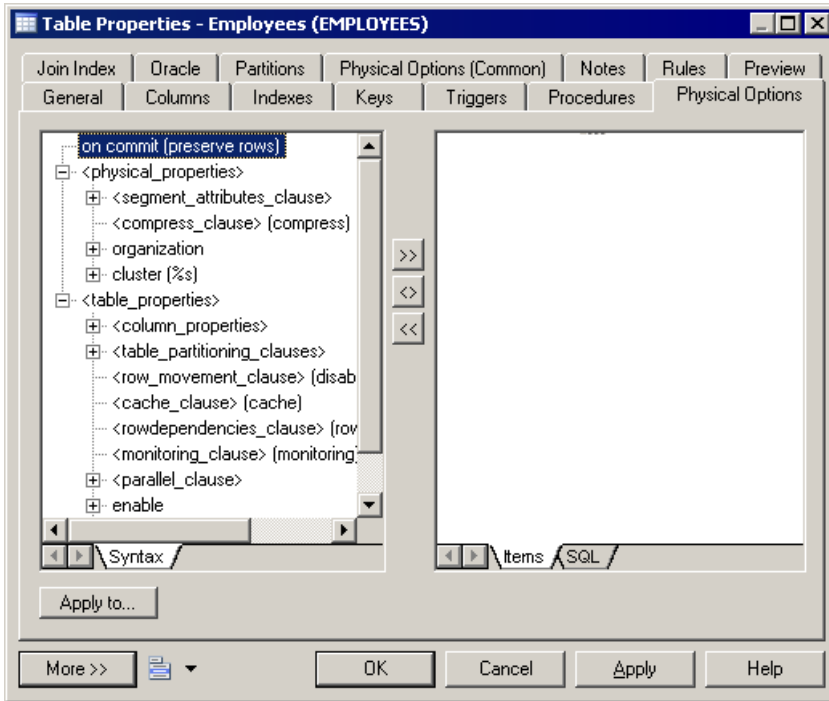 Table Properties - Employees (EMPLOYEES)
Join Index Oracle Partitions Physical Options (Common) Notes Rules Preview
General Columns Indexes Keys Triggers Procedures Physical Options
on commit (preserve rows)
<physical_properties>
<segment_attributes_clause>
<compress_clause> (compress)
organization
cluster (%s)
<table_properties>
<column_properties>
<table_partitioning_clauses>
<row_movement_clause> (disab
<cache_clause> (cache)
<rowdependencies_clause> (row
<monitoring_clause> (monitoring)
<parallel_clause>
enable
>>
<>
<<
Syntax
Items SQL
Apply to...
More >> OK Cancel Apply Help